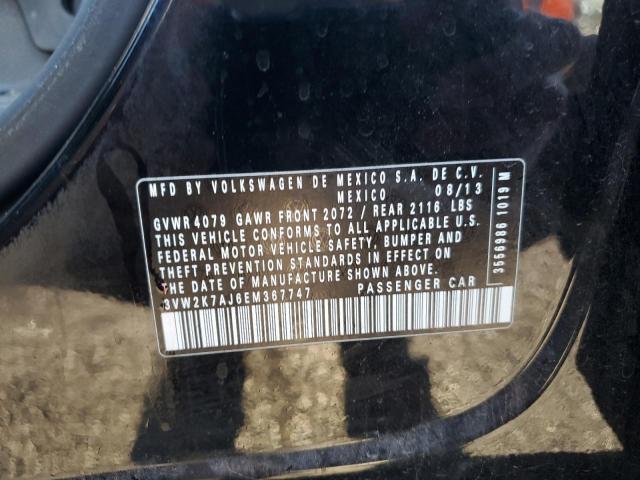 MFD BY VOLKSWAGEN DE MEXICO S.A. DE C.V.
MEXICO 08/13
GVWR 4079 GAWR FRONT 2072 / REAR 2116 LBS
THIS VEHICLE CONFORMS TO ALL APPLICABLE U.S.
FEDERAL MOTOR VEHICLE SAFETY, BUMPER AND
THEFT PREVENTION STANDARDS IN EFFECT ON
THE DATE OF MANUFACTURE SHOWN ABOVE.
3VW2K7AJ6EM367747 PASSENGER CAR
3556986 1019 M